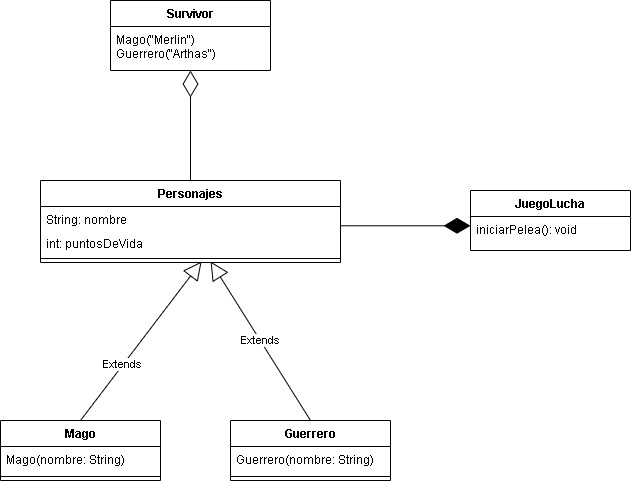 Survivor
Mago("Merlin")
Guerrero("Arthas")
Personajes
String: nombre
int: puntosDeVida
JuegoLucha
iniciarPelea(): void
Extends
Extends
Mago
Mago(nombre: String)
Guerrero
Guerrero(nombre: String)